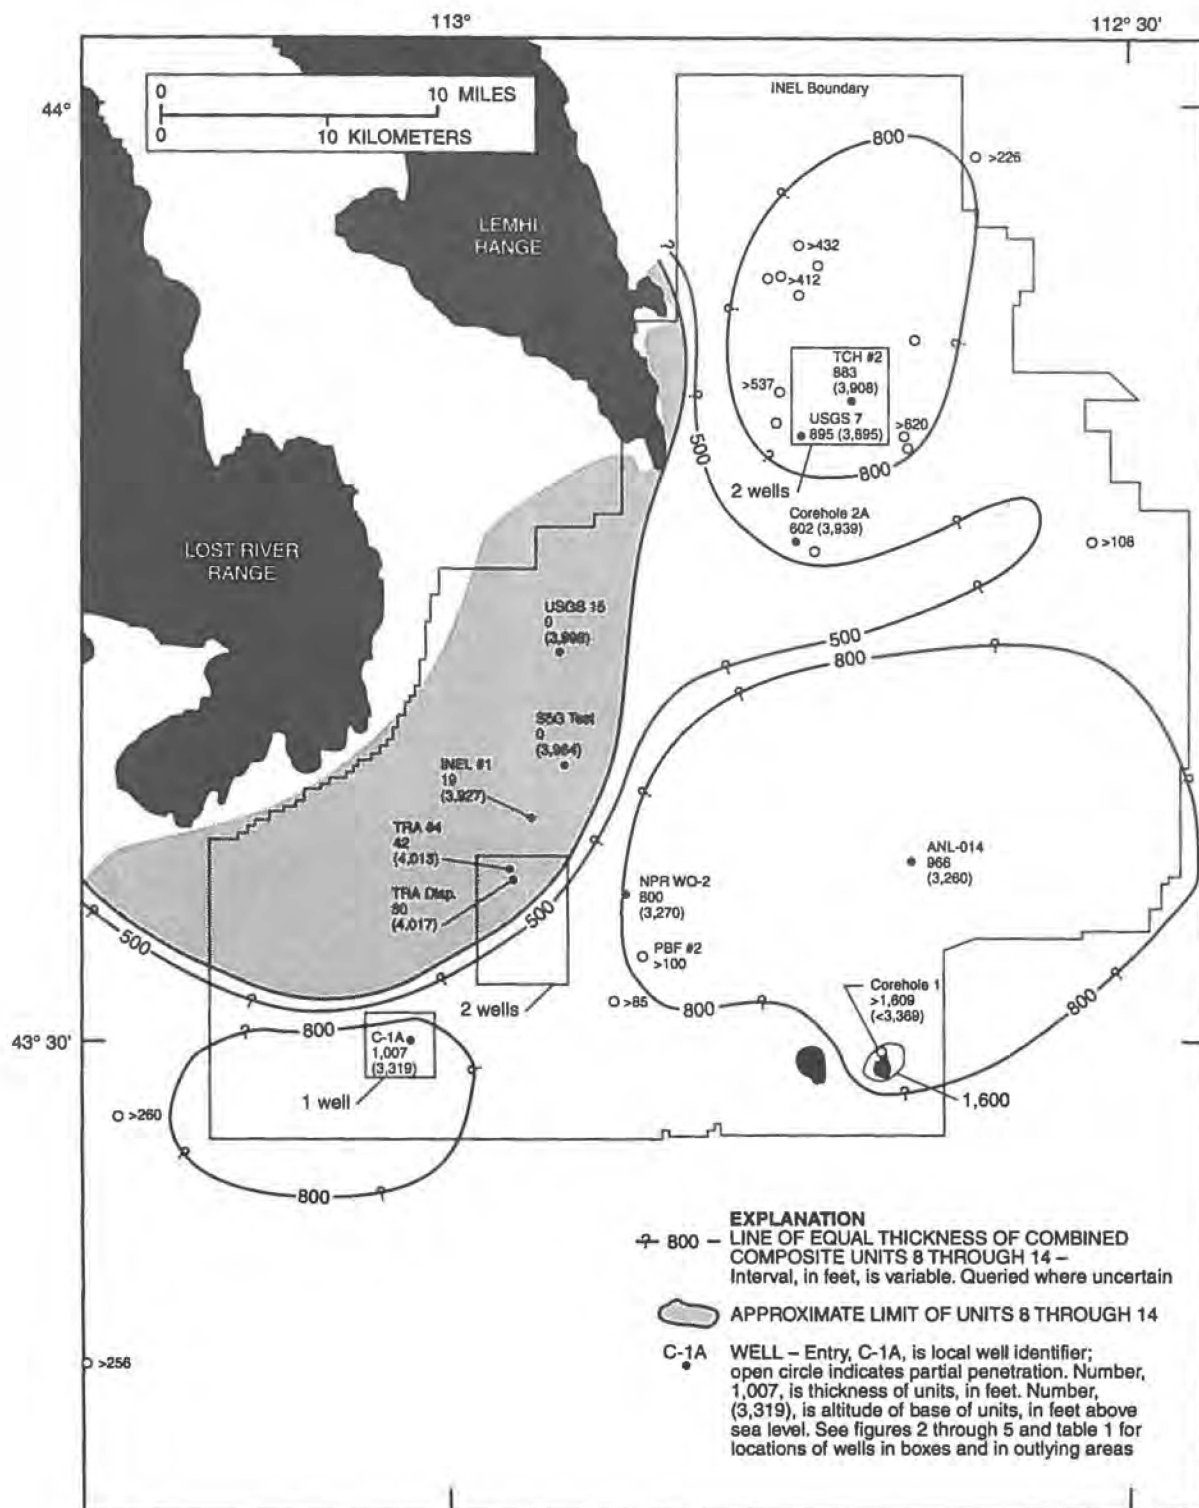 113°
112° 30'
44°
0 10 MILES
0 10 KILOMETERS
INEL Boundary
800
>226
LEMHI
RANGE
?
>432
>412
?
?
?
TCH #2
883
(3,908)
>537
USGS 7
895 (3,895)
>620
?
500
?
800
2 wells
Corehole 2A
602 (3,939)
?
>108
LOST RIVER
RANGE
?
USGS 15
0
500
?
800
?
?
S5G Test
0
(3,964)
INEL #1
19
(3,927)
?
?
TRA
42
(4,013)
?
ANL-014
966
(3,260)
TRA Disp.
(4,017)
NPR WO-2
800
(3,270)
?
500
500
PBF #2
>100
?
?
?
2 wells
>85
800
?
Corehole 1
>1,609
(<3,369)
800
43° 30'
?
800
C-1A
1,007
(3,319)
?
1 well
?
1,600
>260
?
800
?
EXPLANATION
? 800 – LINE OF EQUAL THICKNESS OF COMBINED
COMPOSITE UNITS 8 THROUGH 14 –
Interval, in feet, is variable. Queried where uncertain
APPROXIMATE LIMIT OF UNITS 8 THROUGH 14
C-1A WELL – Entry, C-1A, is local well identifier;
open circle indicates partial penetration. Number,
1,007, is thickness of units, in feet. Number,
(3,319), is altitude of base of units, in feet above
sea level. See figures 2 through 5 and table 1 for
locations of wells in boxes and in outlying areas
>256